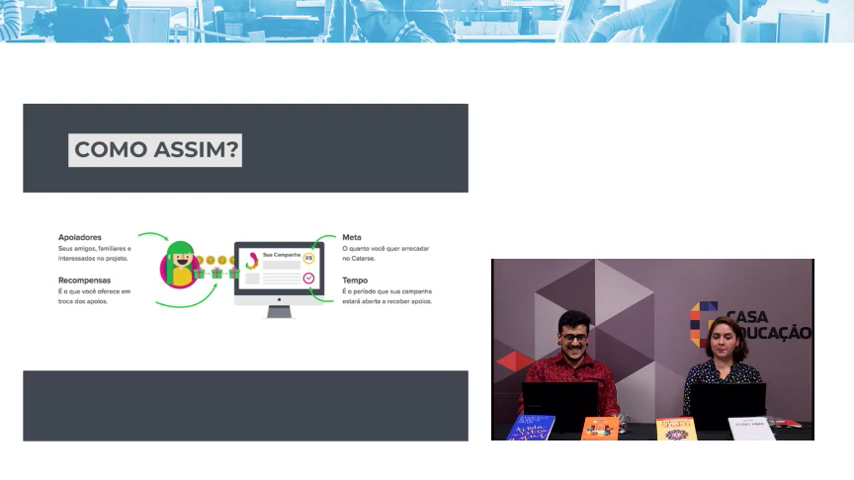 COMO ASSIM?
Apoiadores
Seus amigos, familiares e
interessados no projeto.
Recompensas
É o que você oferece em
troca dos apoios.
Sua Campanha
R$
Meta
O quanto você quer arrecadar
no Catarse.
Tempo
É o período que sua campanha
estará aberta a receber apoios.
CASA
EDUCAÇÃO